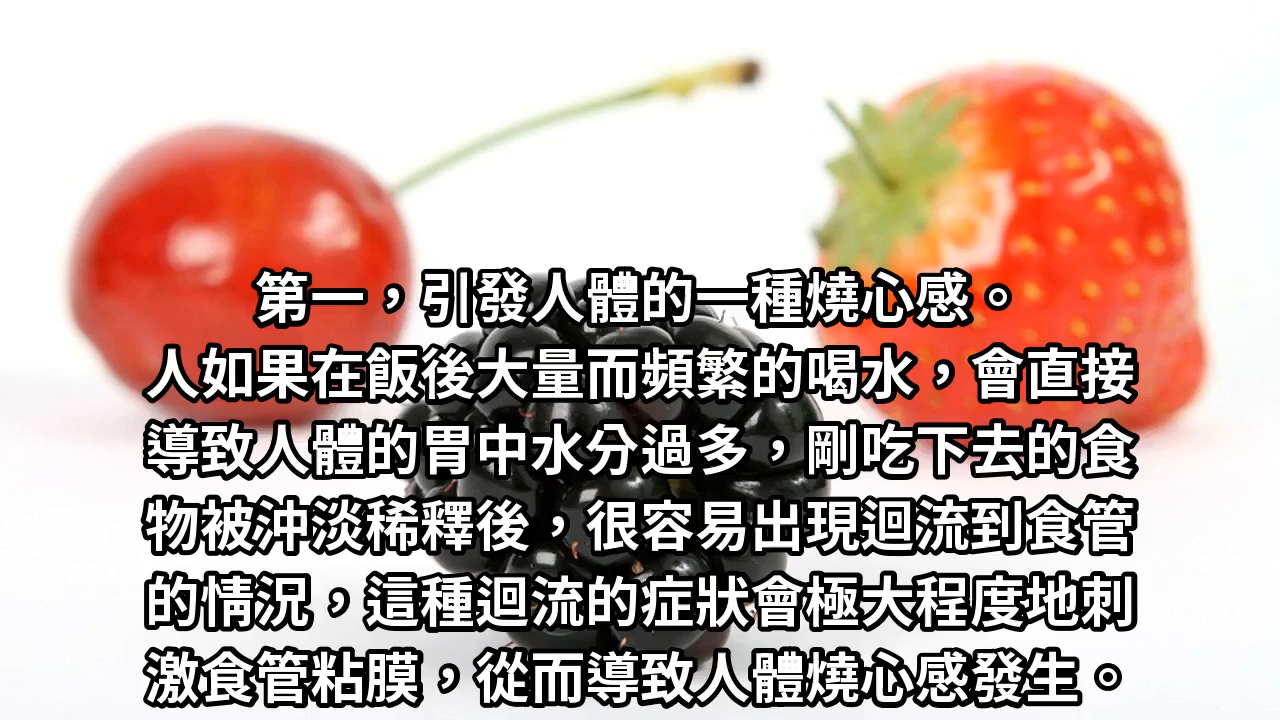 第一，引發人體的一種燒心感。
人如果在飯後大量而頻繁的喝水，會直接
導致人體的胃中水分過多，剛吃下去的食
物被沖淡稀釋後，很容易出現迴流到食管
的情況，這種迴流的症狀會極大程度地刺
激食管粘膜，從而導致人體燒心感發生。